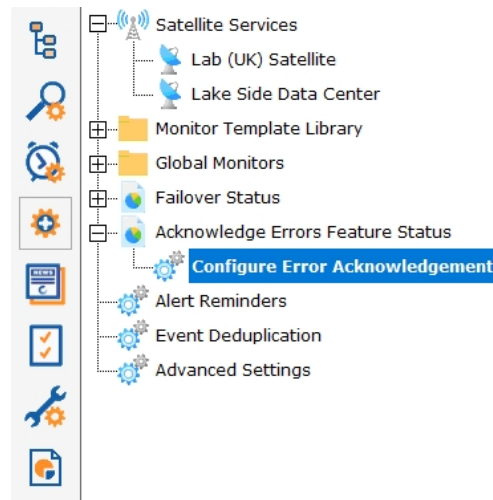 Satellite Services
Lab (UK) Satellite
Lake Side Data Center
Monitor Template Library
Global Monitors
Failover Status
Acknowledge Errors Feature Status
Configure Error Acknowledgement
NEWS
Alert Reminders
Event Deduplication
Advanced Settings